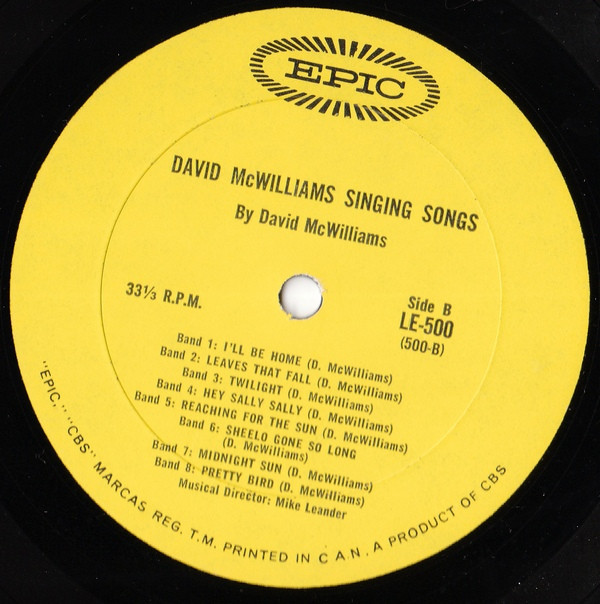 EPIC
DAVID McWILLIAMS SINGING SONGS
By David McWilliams
33⅓ R.P.M.
Side B
LE-500
(500-B)
Band 1: I'LL BE HOME (D. McWilliams)
Band 2: LEAVES THAT FALL (D. McWilliams)
Band 3: TWILIGHT (D. McWilliams)
Band 4: HEY SALLY SALLY (D. McWilliams)
Band 5: REACHING FOR THE SUN (D. McWilliams)
Band 6: SHEELO GONE SO LONG
(D. McWilliams)
Band 7: MIDNIGHT SUN (D. McWilliams)
Band 8: PRETTY BIRD (D. McWilliams)
Musical Director: Mike Leander
"EPIC," "CBS" MARCAS REG. T.M. PRINTED IN CAN. A PRODUCT OF CBS